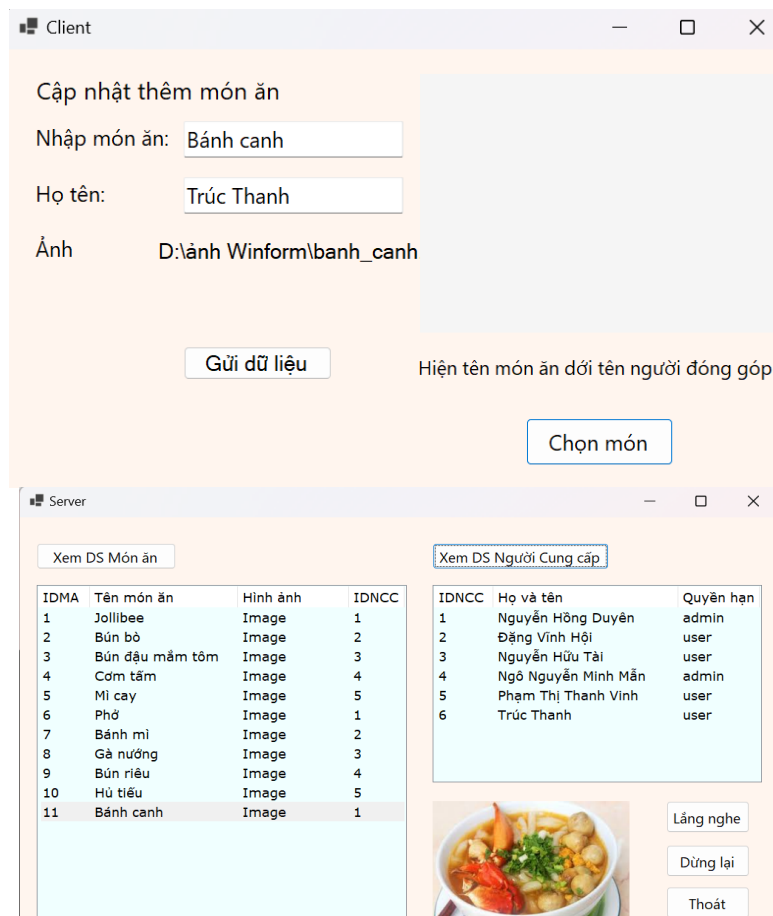 Client
Cập nhật thêm món ăn
Nhập món ăn: Bánh canh
Họ tên: Trúc Thanh
Ảnh D:\ảnh Winform\banh_canh
Gửi dữ liệu
Hiện tên món ăn dới tên người đóng góp
Chọn món
Server
Xem DS Món ăn
IDMA Tên món ăn Hình ảnh IDNCC
1 Jollibee Image 1
2 Bún bò Image 2
3 Bún đậu mắm tôm Image 3
4 Cơm tấm Image 4
5 Mì cay Image 5
6 Phở Image 1
7 Bánh mì Image 2
8 Gà nướng Image 3
9 Bún riêu Image 4
10 Hủ tiếu Image 5
11 Bánh canh Image 1
Xem DS Người Cung cấp
IDNCC Họ và tên Quyền hạn
1 Nguyễn Hồng Duyên admin
2 Đặng Vĩnh Hội user
3 Nguyễn Hữu Tài user
4 Ngô Nguyễn Minh Mẫn admin
5 Phạm Thị Thanh Vinh user
6 Trúc Thanh user
Lắng nghe
Dừng lại
Thoát